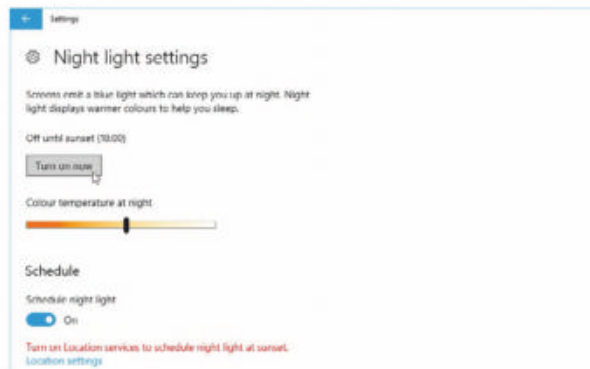 Settings
Night light settings
Screens emit a blue light which can keep you up at night. Night
light displays warmer colours to help you sleep.
Off until sunset (18:00)
Turn on now
Colour temperature at night
Schedule
Schedule night light
On
Turn on Location services to schedule night light at sunset.
Location settings